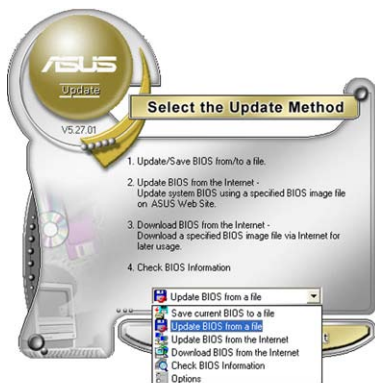 ASUS
Update
V5.27.01
Select the Update Method
1. Update/Save BIOS from/to a file.
2. Update BIOS from the Internet -
Update system BIOS using a specified BIOS image file
on ASUS Web Site.
3. Download BIOS from the Internet -
Download a specified BIOS image file via Internet for
later usage.
4. Check BIOS Information
Update BIOS from a file
Save current BIOS to a file
Update BIOS from a file
Update BIOS from the Internet
Download BIOS from the Internet
Check BIOS Information
Options